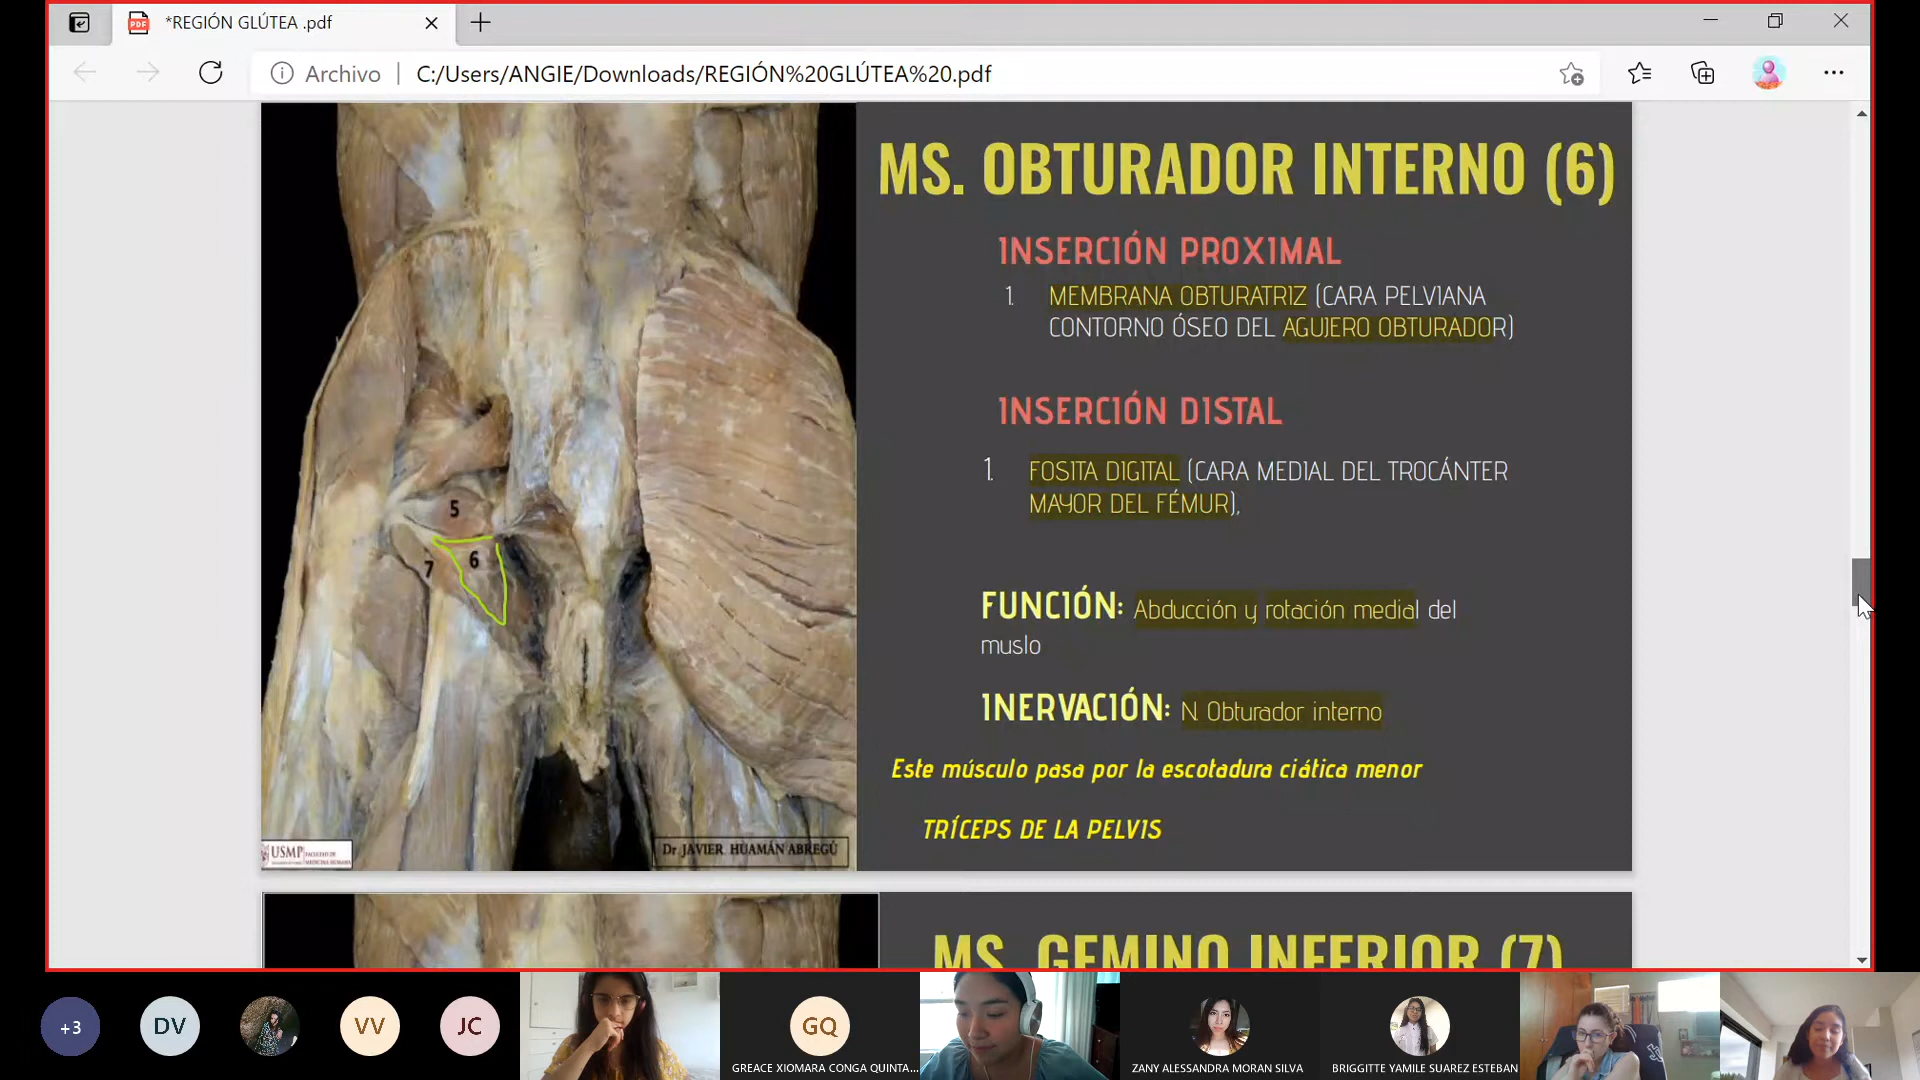 *REGIÓN GLÚTEA .pdf
Archivo | C:/Users/ANGIE/Downloads/REGIÓN%20GLÚTEA%20.pdf
MS. OBTURADOR INTERNO (6)
INSERCIÓN PROXIMAL
1. MEMBRANA OBTURATRIZ (CARA PELVIANA
CONTORNO ÓSEO DEL AGUJERO OBTURADOR)
INSERCIÓN DISTAL
1. FOSITA DIGITAL (CARA MEDIAL DEL TROCÁNTER
MAYOR DEL FÉMUR),
FUNCIÓN: Abducción y rotación medial del
muslo
INERVACIÓN: N. Obturador interno
Este músculo pasa por la escotadura ciática menor
TRÍCEPS DE LA PELVIS
5
6
7
USMP FACULTAD DE
MEDICINA HUMANA
Dr. JAVIER HUAMÁN ABREGÚ
MS. GEMINO INFERIOR (7)
+3
DV
VV
JC
GQ
GREACE XIOMARA CONGA QUINTA...
ZANY ALESSANDRA MORAN SILVA
BRIGGITTE YAMILE SUAREZ ESTEBAN